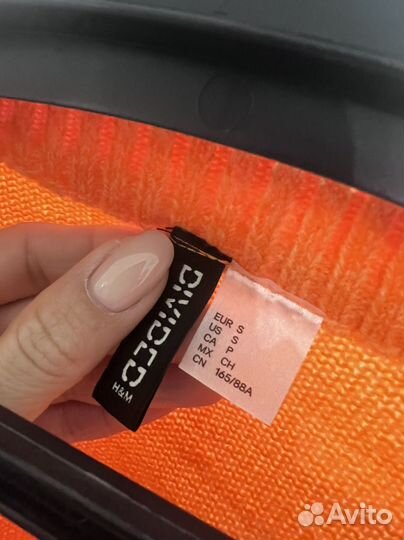 DIVIDED
H&M
EUR S
US S
CA P
MX CH
CN 165/88A
Avito